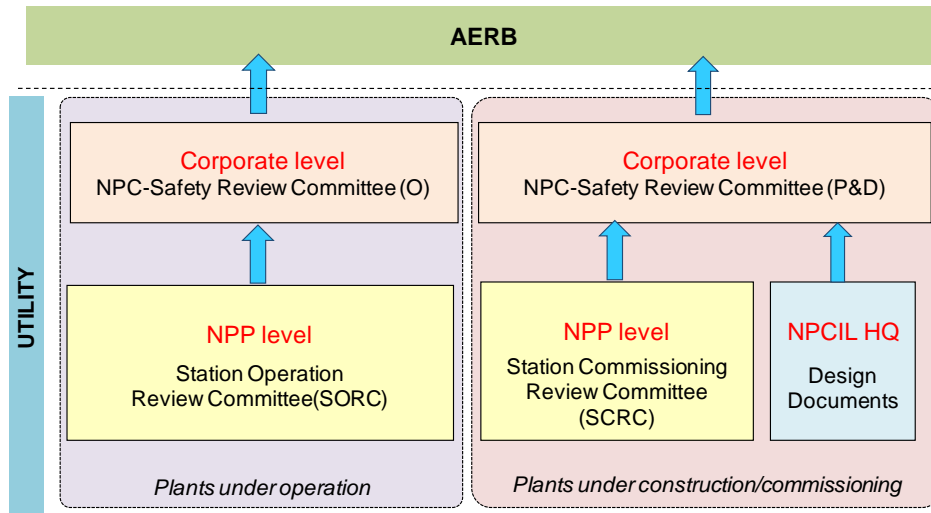 AERB
UTILITY
Corporate level
NPC-Safety Review Committee (O)
NPP level
Station Operation
Review Committee(SORC)
Plants under operation
Corporate level
NPC-Safety Review Committee (P&D)
NPP level
Station Commissioning
Review Committee
(SCRC)
NPCIL HQ
Design
Documents
Plants under construction/commissioning